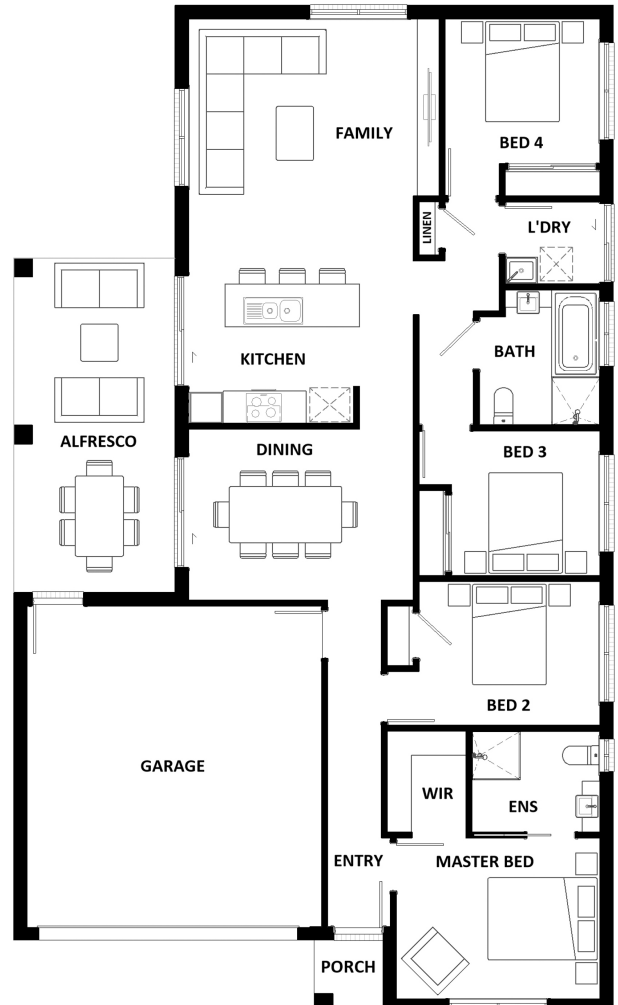 FAMILY
BED 4
LINEN
L'DRY
KITCHEN
BATH
ALFRESCO
DINING
BED 3
BED 2
GARAGE
WIR
ENS
ENTRY
MASTER BED
PORCH